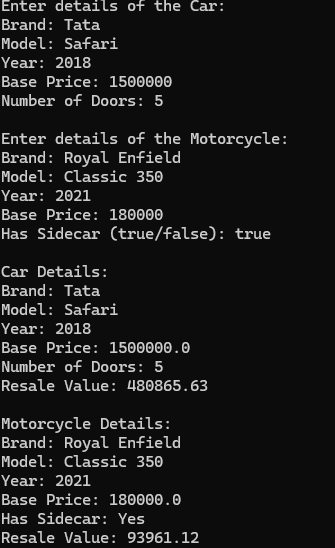 Enter details of the Car:
Brand: Tata
Model: Safari
Year: 2018
Base Price: 1500000
Number of Doors: 5
Enter details of the Motorcycle:
Brand: Royal Enfield
Model: Classic 350
Year: 2021
Base Price: 180000
Has Sidecar (true/false): true
Car Details:
Brand: Tata
Model: Safari
Year: 2018
Base Price: 1500000.0
Number of Doors: 5
Resale Value: 480865.63
Motorcycle Details:
Brand: Royal Enfield
Model: Classic 350
Year: 2021
Base Price: 180000.0
Has Sidecar: Yes
Resale Value: 93961.12